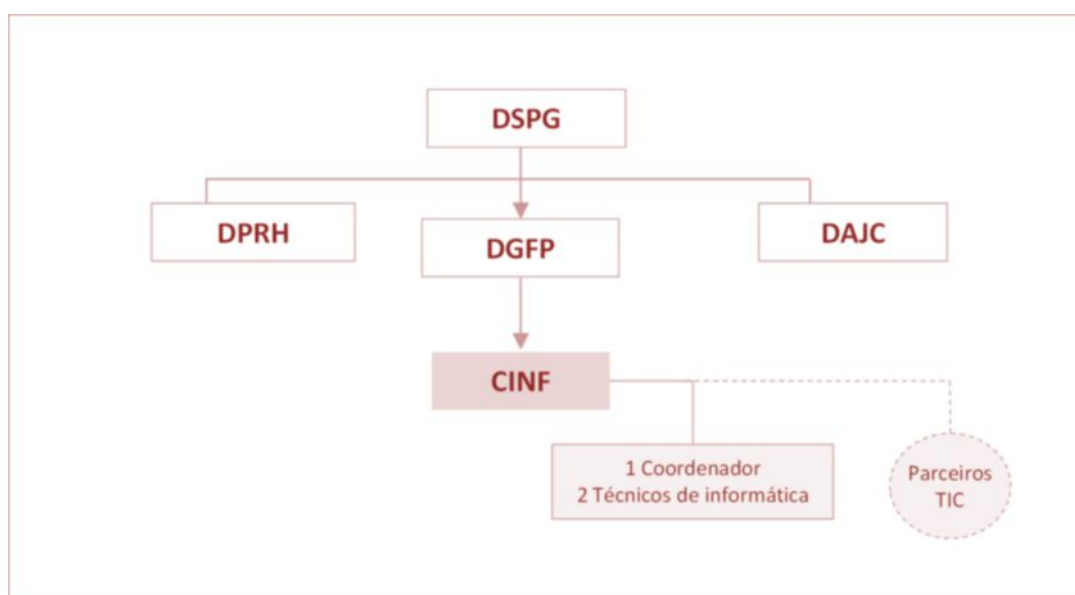 DSPG
DPRH
DGFP
DAJC
CINF
1 Coordenador
2 Técnicos de informática
Parceiros
TIC